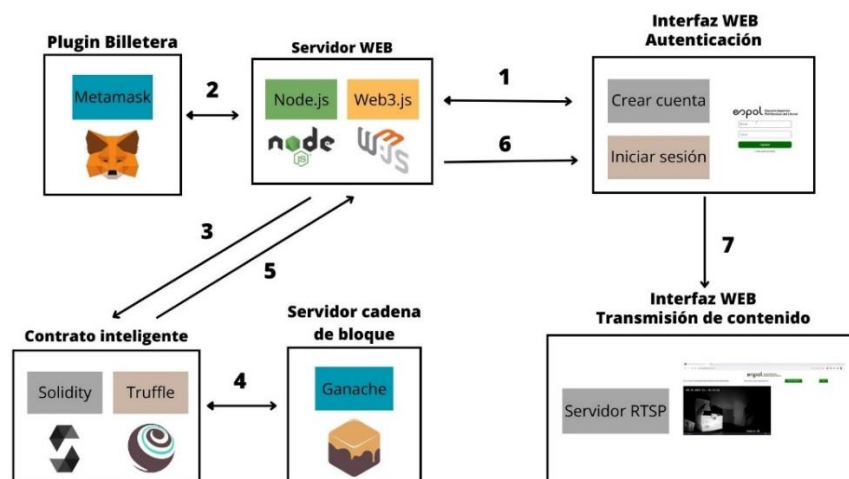 Plugin Billetera
Metamask
2
Servidor WEB
Node.js
Web3.js
node
JS
W3JS
1
6
Interfaz WEB
Autenticación
Crear cuenta
Iniciar sesión
espol
3
5
7
Contrato inteligente
Solidity
Truffle
4
Servidor cadena
de bloque
Ganache
Interfaz WEB
Transmisión de contenido
Servidor RTSP
espol